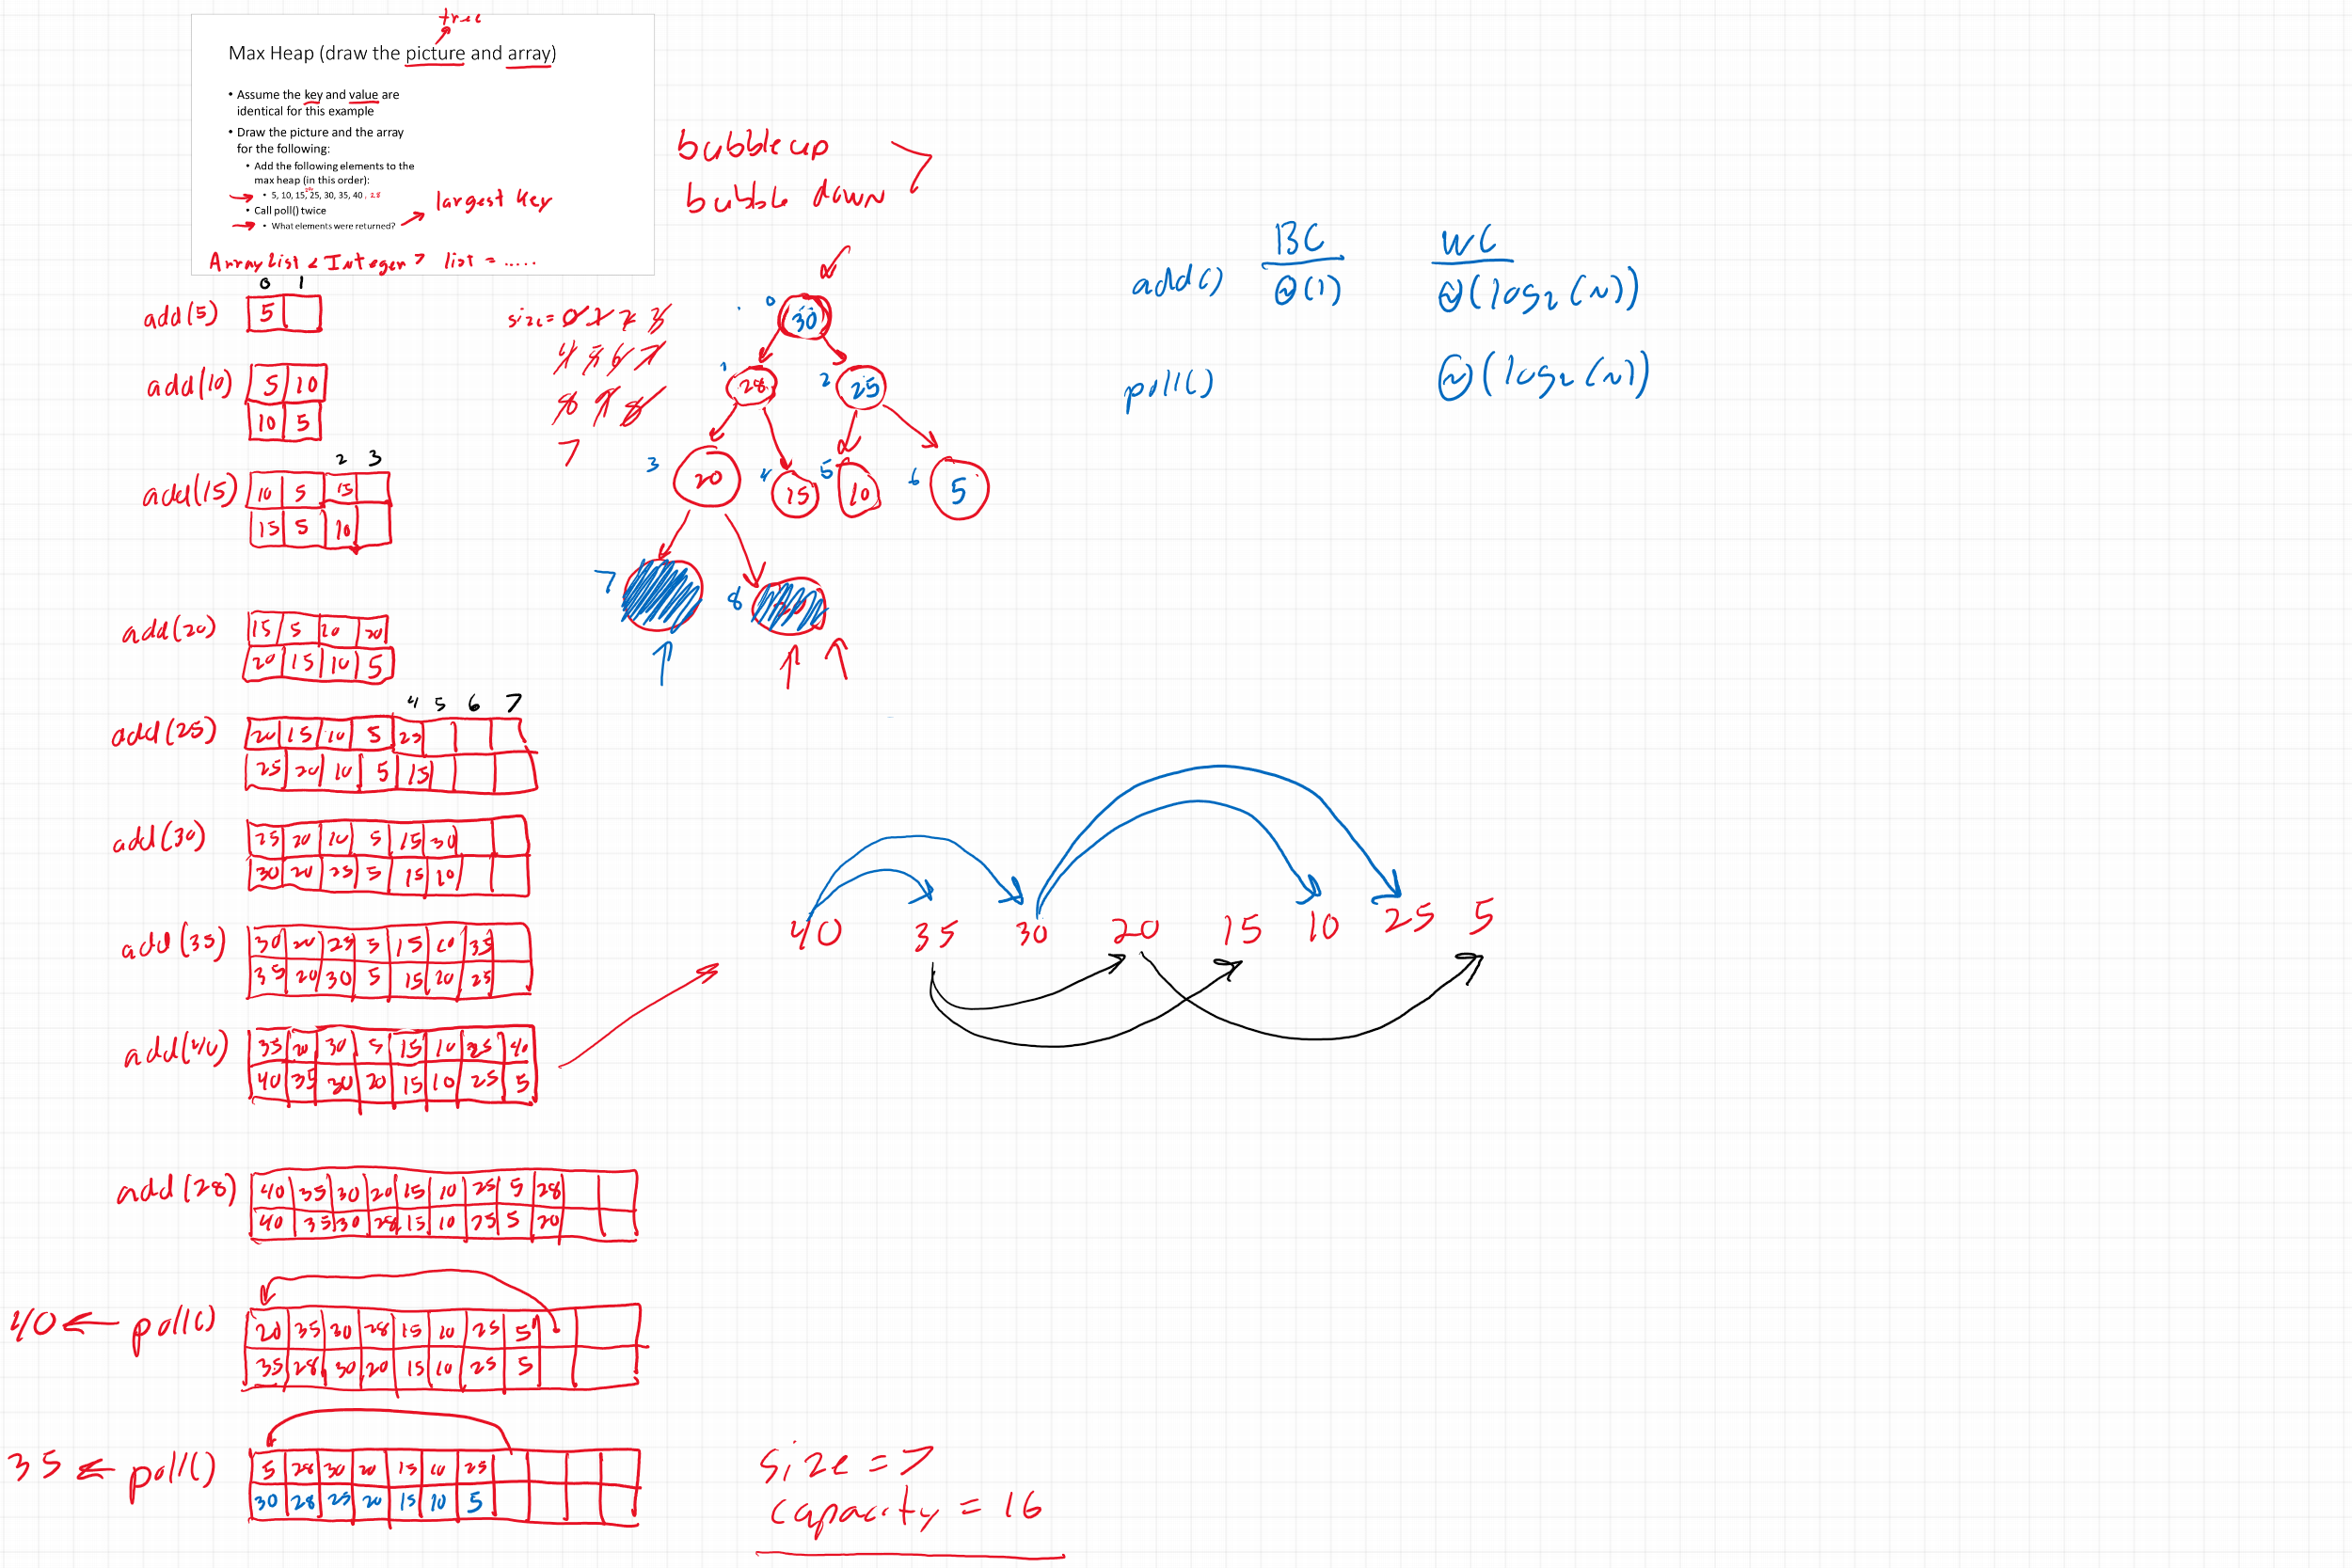 tree
Max Heap (draw the picture and array)
• Assume the key and value are
identical for this example
• Draw the picture and the array
for the following:
• Add the following elements to the
max heap (in this order):
20
• 5, 10, 15, 25, 30, 35, 40 , 28
• Call poll() twice
• What elements were returned?
largest key
ArrayList < Integer > list = .....
bubble up
bubble down
BC WC
add() Θ(1) Θ(log2(n))
poll() Θ(log2(n))
0 1
add(5) 5
add(10) 5 10
10 5
2 3
add(15) 10 5 15
15 5 10
add(20) 15 5 10 20
20 15 10 5
4 5 6 7
add(25) 20 15 10 5 25
25 20 10 5 15
add(30) 25 20 10 5 15 30
30 20 25 5 15 10
add(35) 30 20 25 5 15 10 35
35 20 30 5 15 10 25
add(40) 35 20 30 5 15 10 25 40
40 35 30 20 15 10 25 5
add(28) 40 35 30 20 15 10 25 5 28
40 35 30 28 15 10 25 5 20
40 ← poll() 20 35 30 28 15 10 25 5
35 28 30 20 15 10 25 5
35 ← poll() 5 28 30 20 15 10 25
30 28 25 20 15 10 5
size = 0 1 2 3
4 5 6 7
8 9 8
7
0 30
1 28 2 25
3 20 4 15 5 10 6 5
7 8
40 35 30 20 15 10 25 5
size = 7
capacity = 16